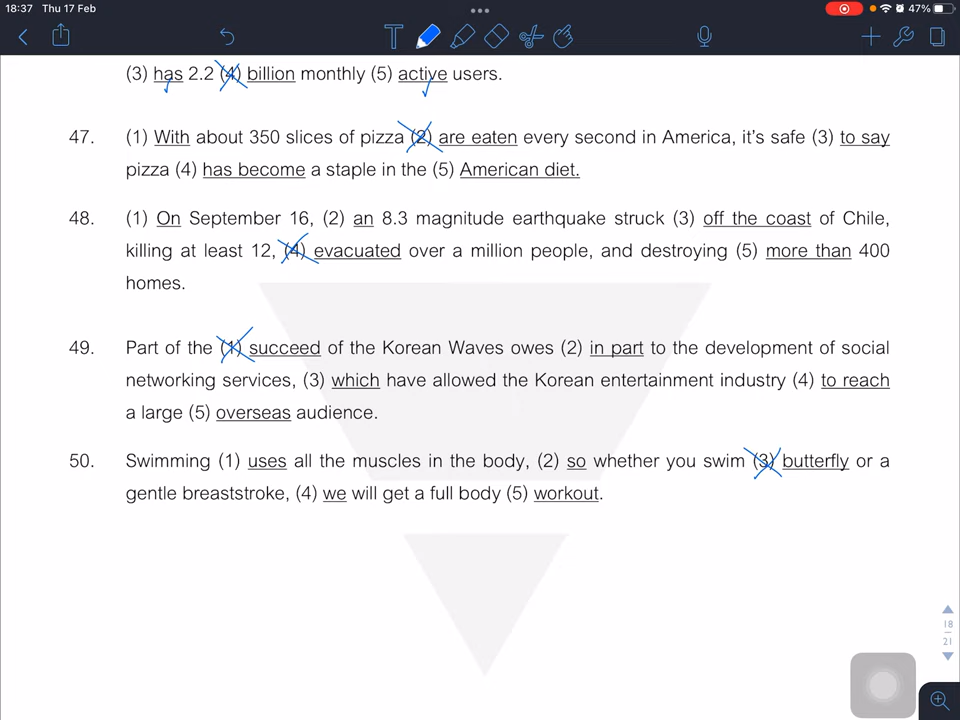 18:37 Thu 17 Feb 47%
T
(3) has 2.2 (4) billion monthly (5) active users.
47. (1) With about 350 slices of pizza (2) are eaten every second in America, it's safe (3) to say
pizza (4) has become a staple in the (5) American diet.
48. (1) On September 16, (2) an 8.3 magnitude earthquake struck (3) off the coast of Chile,
killing at least 12, (4) evacuated over a million people, and destroying (5) more than 400
homes.
49. Part of the (1) succeed of the Korean Waves owes (2) in part to the development of social
networking services, (3) which have allowed the Korean entertainment industry (4) to reach
a large (5) overseas audience.
50. Swimming (1) uses all the muscles in the body, (2) so whether you swim (3) butterfly or a
gentle breaststroke, (4) we will get a full body (5) workout.
18
21